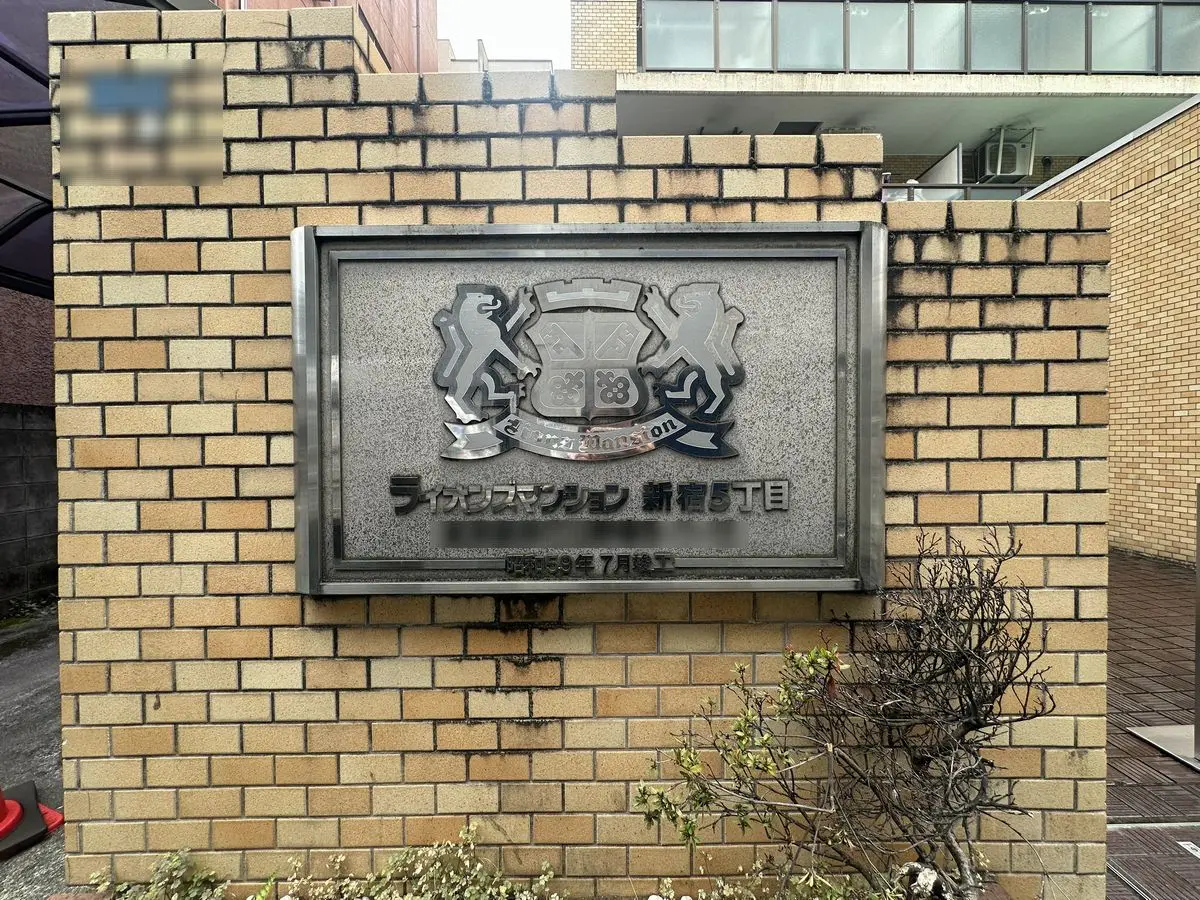 Lions Mansion
ライオンズマンション 新宿5丁目
昭和59年 7月竣工